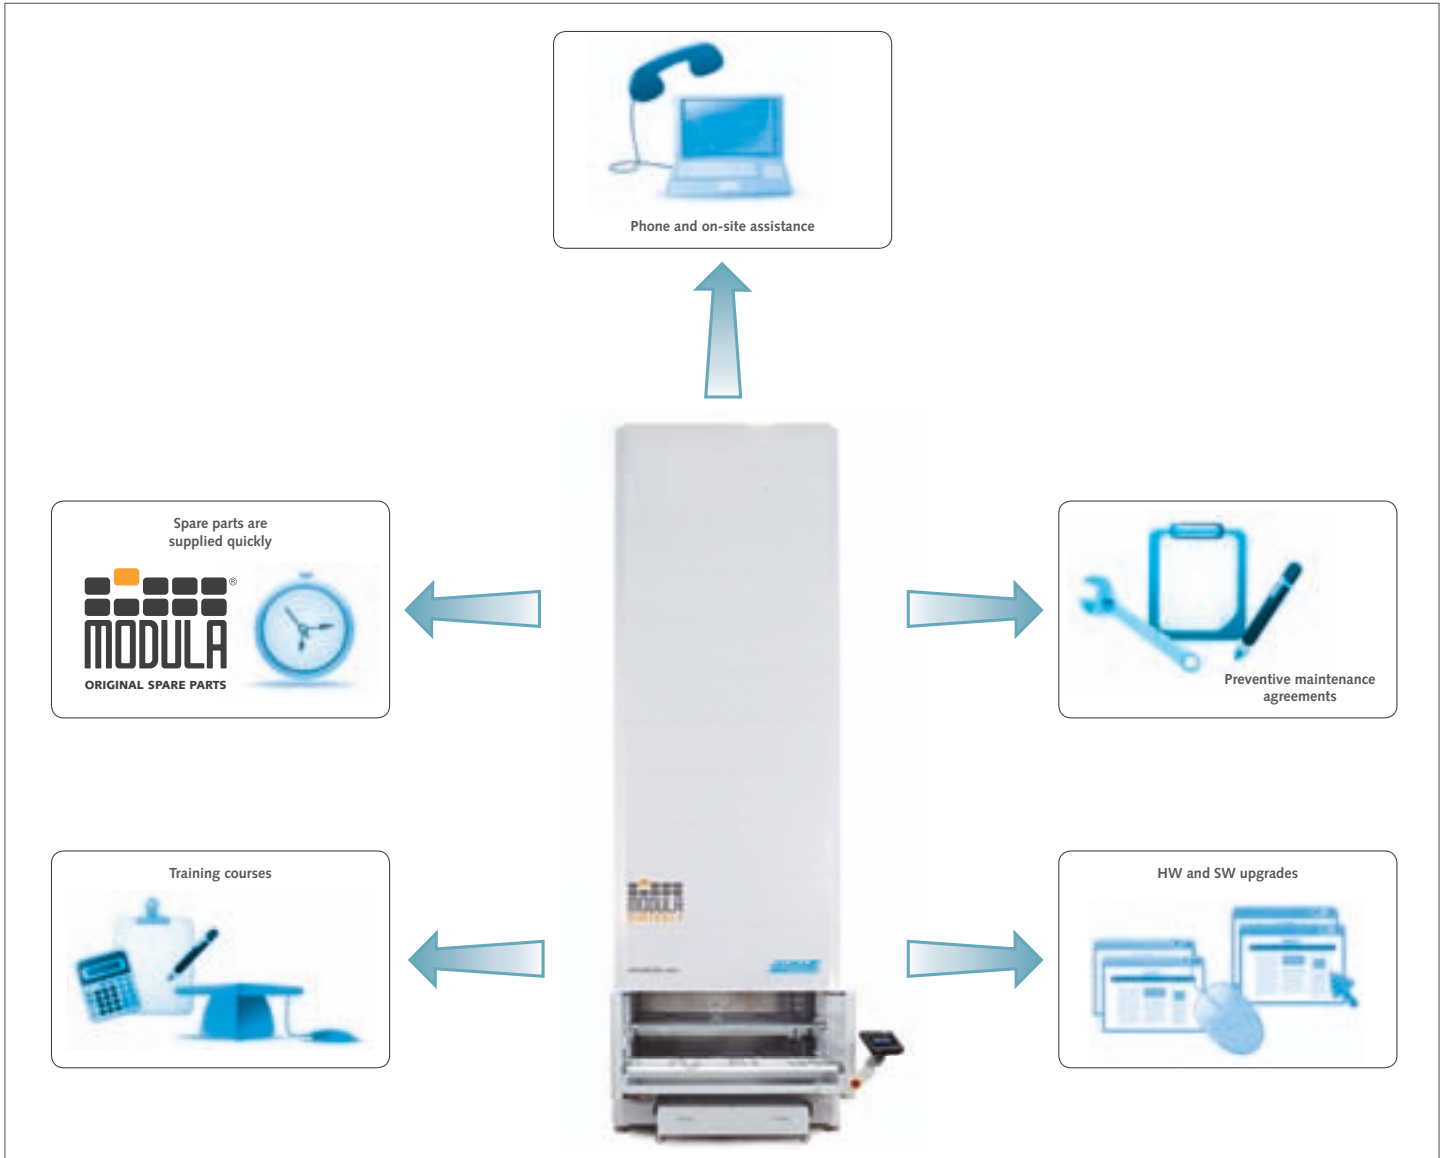 Phone and on-site assistance
Spare parts are
supplied quickly
®
MODULA
ORIGINAL SPARE PARTS
Preventive maintenance
agreements
Training courses
HW and SW upgrades
MODULA